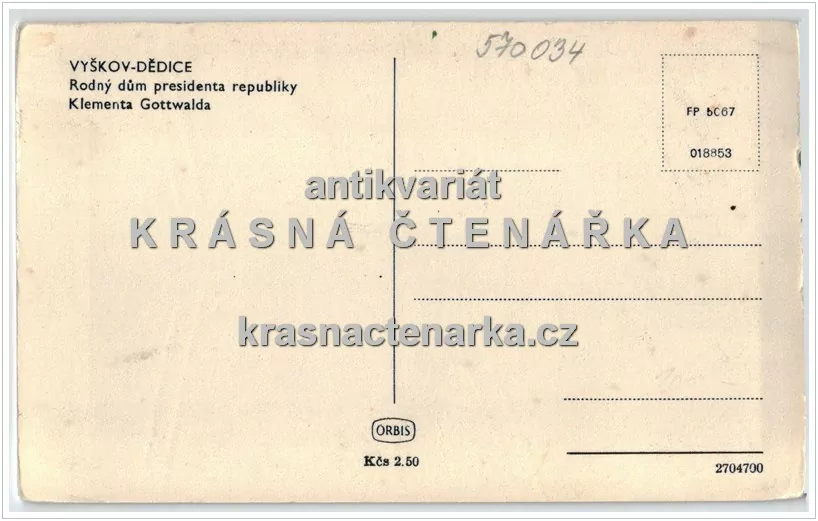 570034
VYŠKOV-DĚDICE
Rodný dům presidenta republiky
Klementa Gottwalda
FP 5C67
018853
antikvariát
KRÁSNÁ ČTENÁŘKA
krasnactenarka.cz
ORBIS
Kčs 2.50
2704700